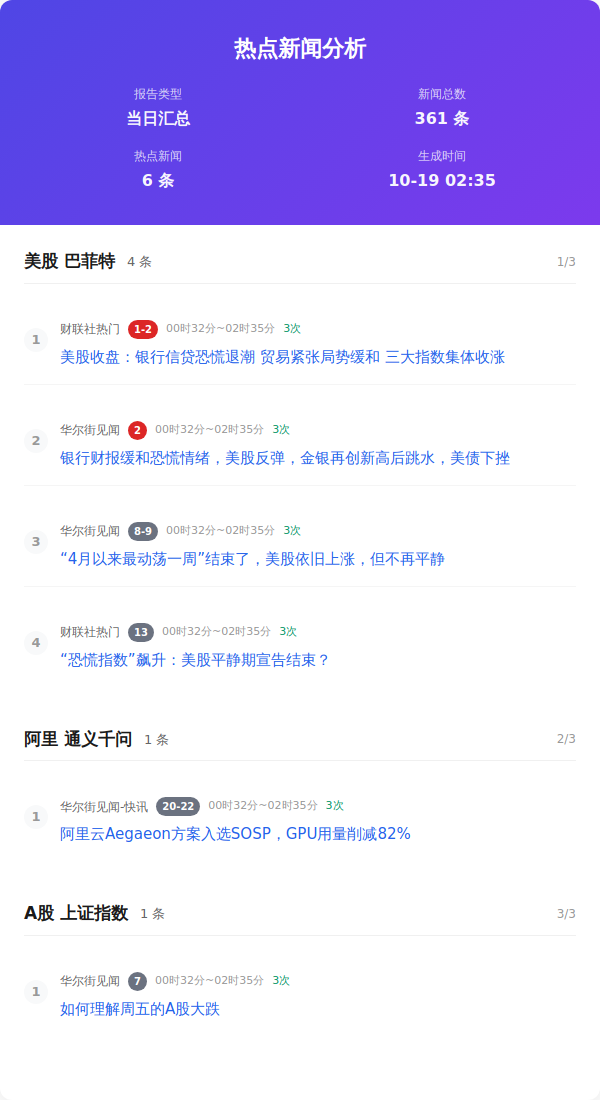 热点新闻分析
报告类型
新闻总数
当日汇总
361 条
热点新闻
生成时间
6 条
10-19 02:35
美股 巴菲特 4 条 1/3
1 财联社热门 1-2 00时32分~02时35分 3次
美股收盘：银行信贷恐慌退潮 贸易紧张局势缓和 三大指数集体收涨
2 华尔街见闻 2 00时32分~02时35分 3次
银行财报缓和恐慌情绪，美股反弹，金银再创新高后跳水，美债下挫
3 华尔街见闻 8-9 00时32分~02时35分 3次
“4月以来最动荡一周”结束了，美股依旧上涨，但不再平静
4 财联社热门 13 00时32分~02时35分 3次
“恐慌指数”飙升：美股平静期宣告结束？
阿里 通义千问 1 条 2/3
1 华尔街见闻-快讯 20-22 00时32分~02时35分 3次
阿里云Aegaeon方案入选SOSP，GPU用量削减82%
A股 上证指数 1 条 3/3
1 华尔街见闻 7 00时32分~02时35分 3次
如何理解周五的A股大跌